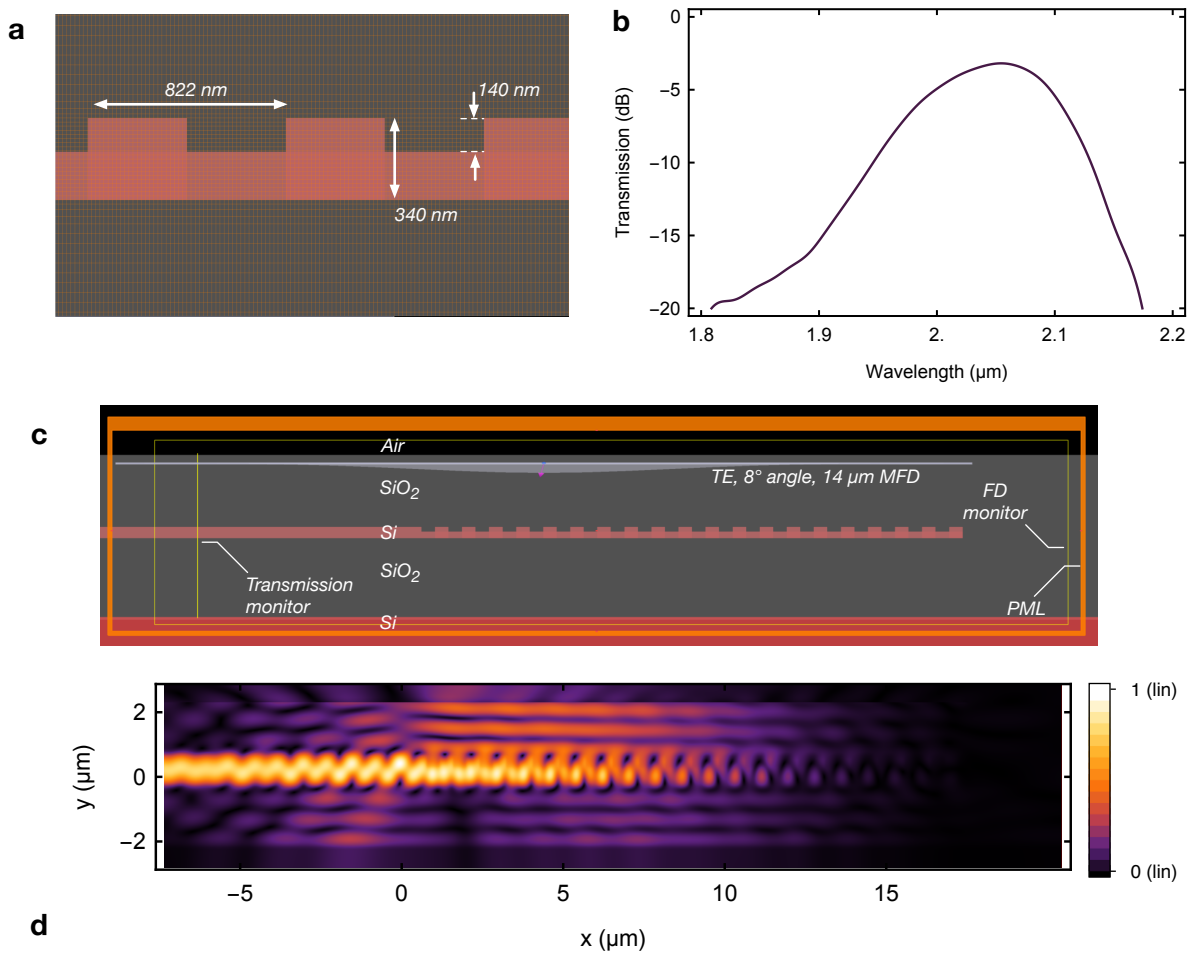 a
822 nm
140 nm
340 nm
b
0
−5
−10
−15
−20
Transmission (dB)
1.8
1.9
2.
2.1
2.2
Wavelength (μm)
c
Air
TE, 8° angle, 14 μm MFD
SiO2
FD
monitor
Si
SiO2
Transmission
monitor
PML
Si
2
0
−2
y (μm)
−5
0
5
10
15
x (μm)
1 (lin)
0 (lin)
d